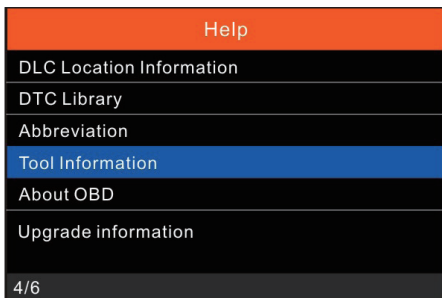 Help
DLC Location Information
DTC Library
Abbreviation
Tool Information
About OBD
Upgrade information
4/6